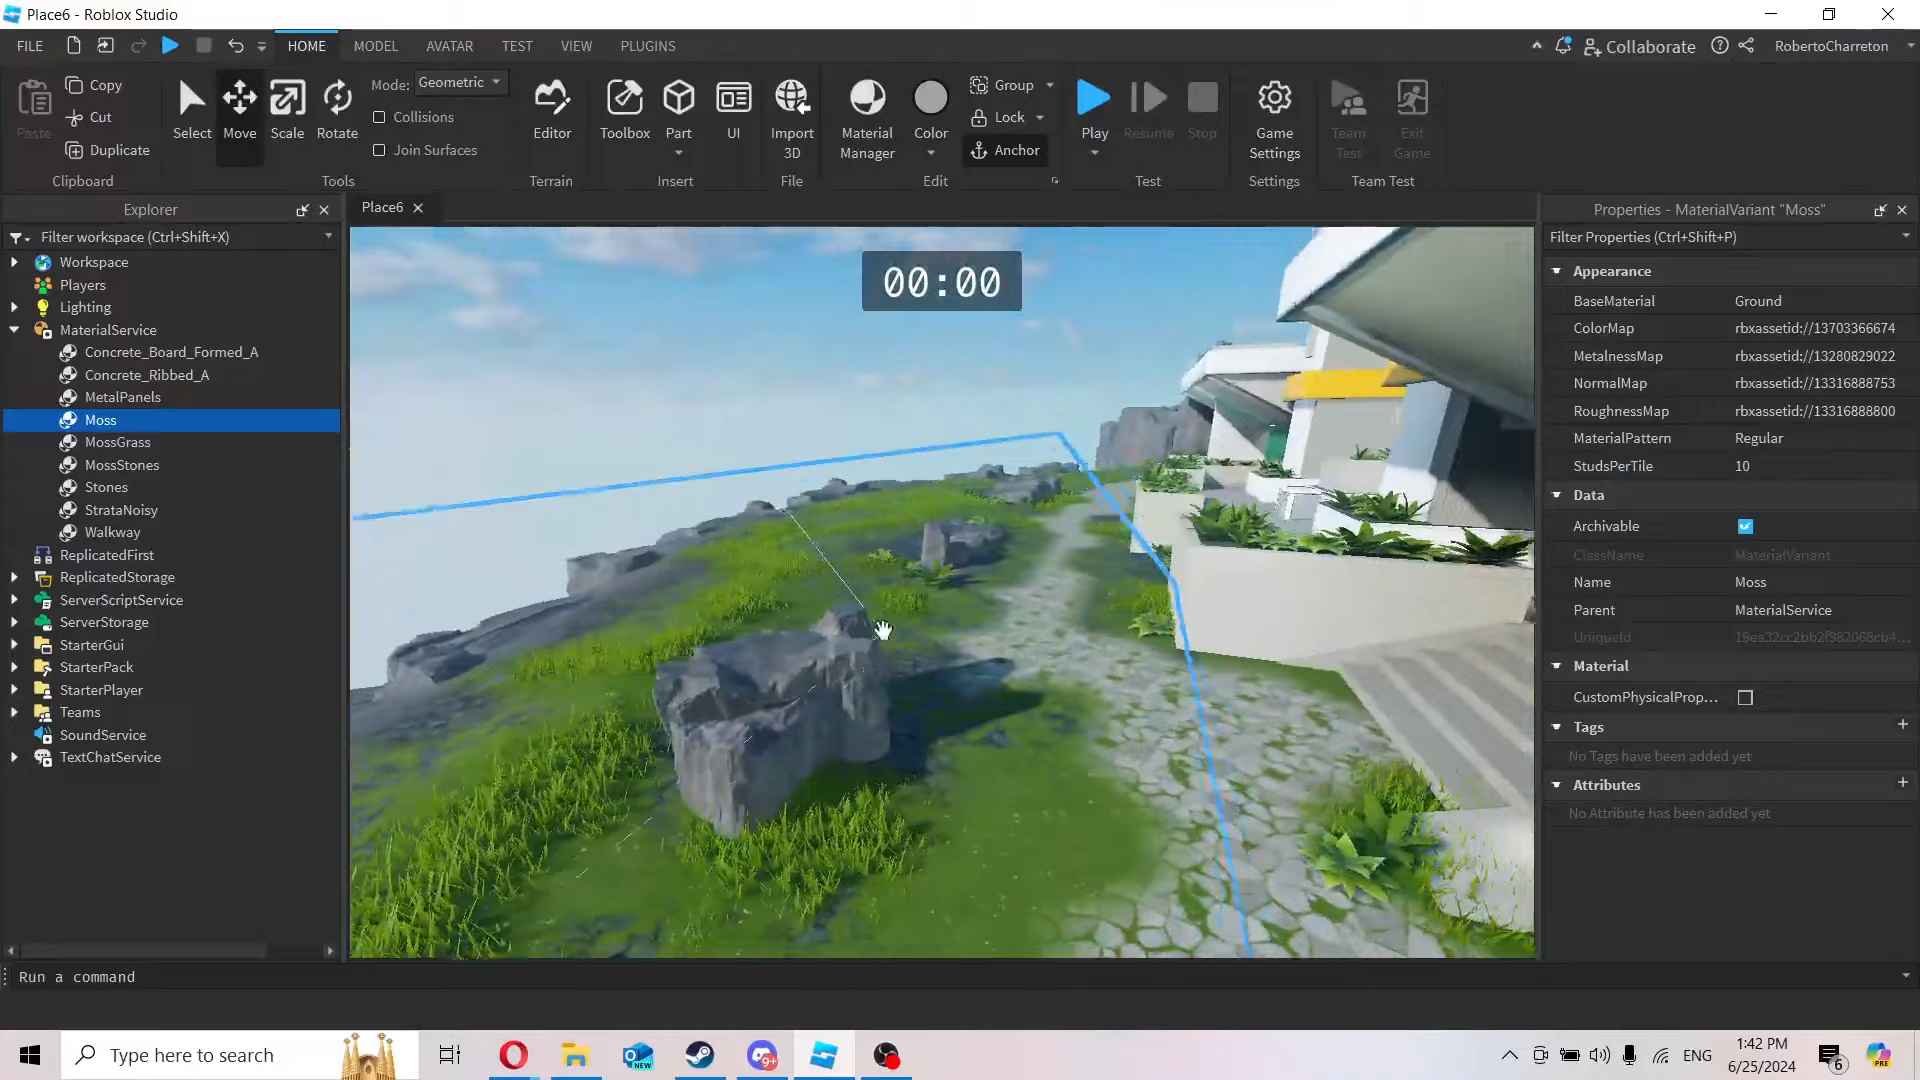 Place6 - Roblox Studio
FILE
HOME
MODEL
AVATAR
TEST
VIEW
PLUGINS
Collaborate
RobertoCharreton
Paste
Copy
Cut
Duplicate
Clipboard
Select
Move
Scale
Rotate
Mode: Geometric
Collisions
Join Surfaces
Tools
Editor
Terrain
Toolbox
Part
UI
Insert
Import
3D
File
Material
Manager
Color
Group
Lock
Anchor
Edit
Play
Resume
Stop
Test
Game
Settings
Settings
Team
Test
Exit
Game
Team Test
Explorer
Filter workspace (Ctrl+Shift+X)
Workspace
Players
Lighting
MaterialService
Concrete_Board_Formed_A
Concrete_Ribbed_A
MetalPanels
Moss
MossGrass
MossStones
Stones
StrataNoisy
Walkway
ReplicatedFirst
ReplicatedStorage
ServerScriptService
ServerStorage
StarterGui
StarterPack
StarterPlayer
Teams
SoundService
TextChatService
Place6
00:00
Properties - MaterialVariant "Moss"
Filter Properties (Ctrl+Shift+P)
Appearance
BaseMaterial Ground
ColorMap rbxassetid://13703366674
MetalnessMap rbxassetid://13280829022
NormalMap rbxassetid://13316888753
RoughnessMap rbxassetid://13316888800
MaterialPattern Regular
StudsPerTile 10
Data
Archivable
ClassName MaterialVariant
Name Moss
Parent MaterialService
UniqueId 19ea32cc2bb2f982068cb4...
Material
CustomPhysicalProp...
Tags
No Tags have been added yet
Attributes
No Attribute has been added yet
Run a command
Type here to search
NEW
9+
ENG
1:42 PM
6/25/2024
6
PRE